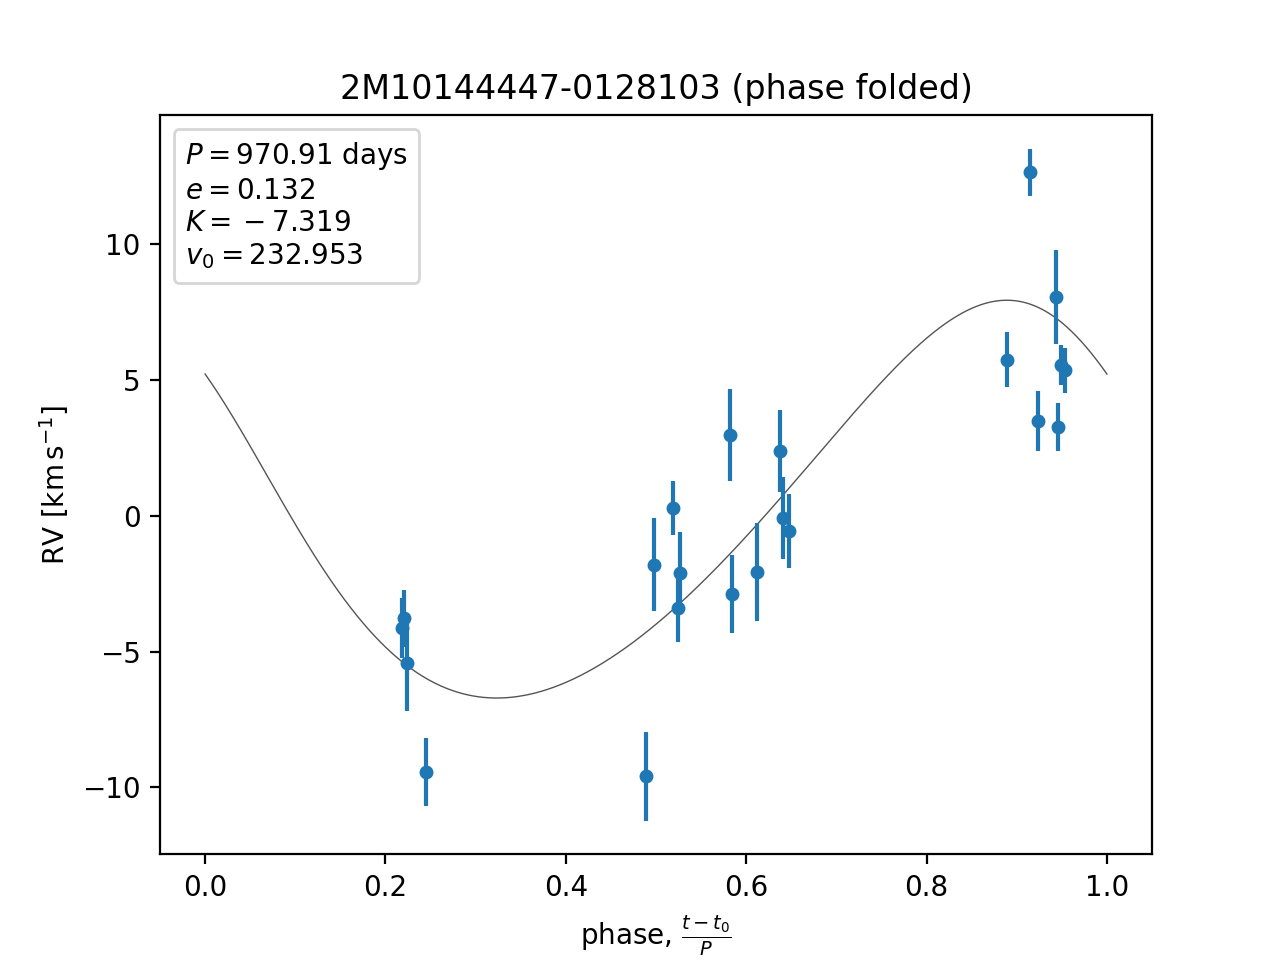 2M10144447-0128103 (phase folded)
P = 970.91 days
e = 0.132
K = −7.319
v₀ = 232.953
RV [km s⁻¹]
10
5
0
−5
−10
0.0 0.2 0.4 0.6 0.8 1.0
phase, (t − t₀)/P